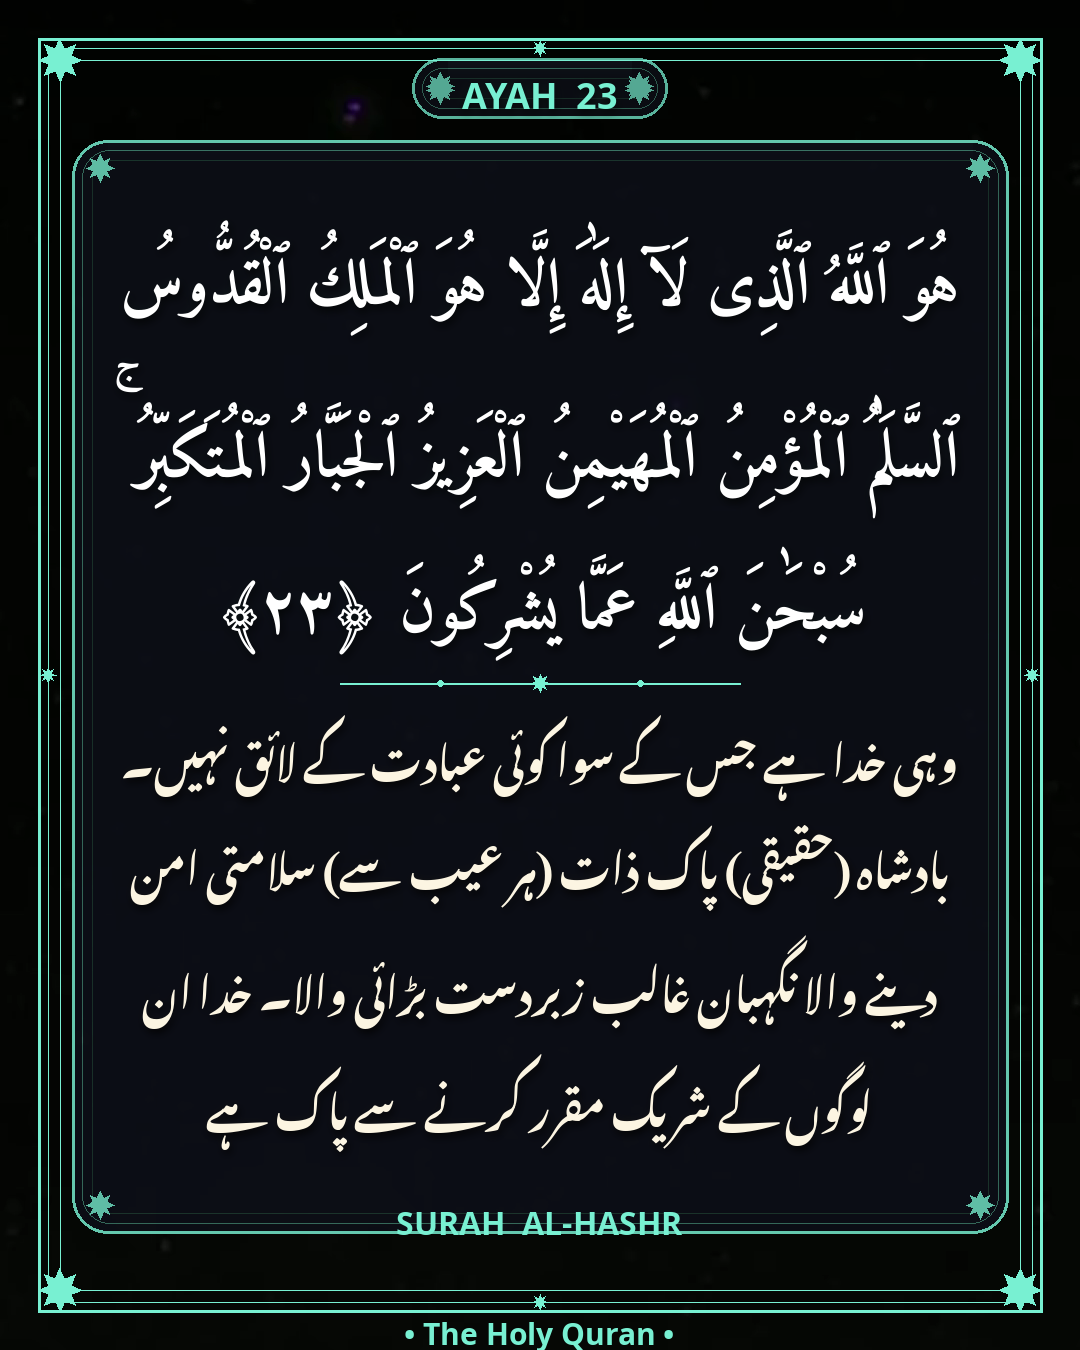 AYAH 23
هُوَ ٱللَّهُ ٱلَّذِى لَآ إِلَٰهَ إِلَّا هُوَ ٱلْمَلِكُ ٱلْقُدُّوسُ
ٱلسَّلَٰمُ ٱلْمُؤْمِنُ ٱلْمُهَيْمِنُ ٱلْعَزِيزُ ٱلْجَبَّارُ ٱلْمُتَكَبِّرُ ۚ
سُبْحَٰنَ ٱللَّهِ عَمَّا يُشْرِكُونَ ﴿٢٣﴾
وہی خدا ہے جس کے سوا کوئی عبادت کے لائق نہیں۔
بادشاہ (حقیقی) پاک ذات (ہر عیب سے) سلامتی امن
دینے والا نگہبان غالب زبردست بڑائی والا۔ خدا ان
لوگوں کے شریک مقرر کرنے سے پاک ہے
SURAH AL-HASHR
• The Holy Quran •